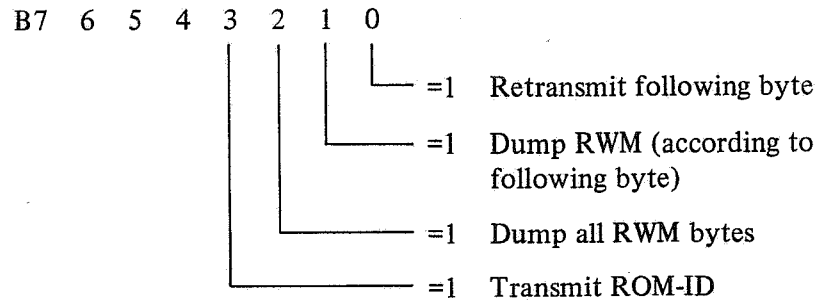 B7 6 5 4 3 2 1 0
=1 Retransmit following byte
=1 Dump RWM (according to
following byte)
=1 Dump all RWM bytes
=1 Transmit ROM-ID